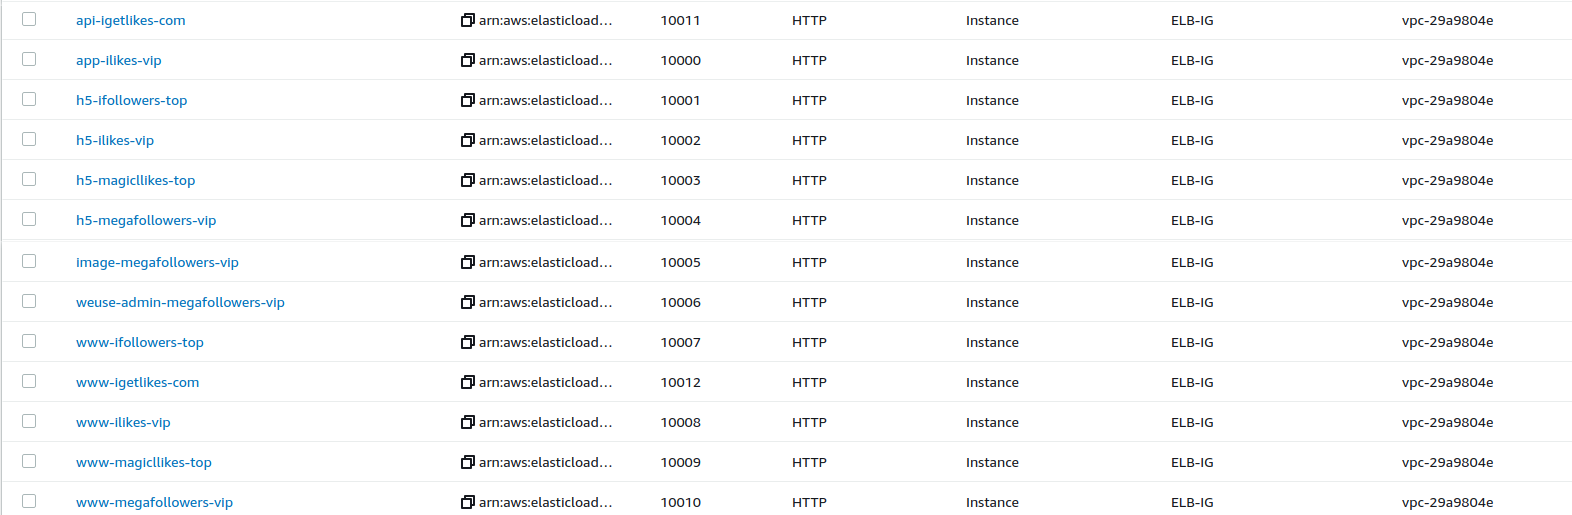 api-igetlikes-com arn:aws:elasticload... 10011 HTTP Instance ELB-IG vpc-29a9804e
app-ilikes-vip arn:aws:elasticload... 10000 HTTP Instance ELB-IG vpc-29a9804e
h5-ifollowers-top arn:aws:elasticload... 10001 HTTP Instance ELB-IG vpc-29a9804e
h5-ilikes-vip arn:aws:elasticload... 10002 HTTP Instance ELB-IG vpc-29a9804e
h5-magicllikes-top arn:aws:elasticload... 10003 HTTP Instance ELB-IG vpc-29a9804e
h5-megafollowers-vip arn:aws:elasticload... 10004 HTTP Instance ELB-IG vpc-29a9804e
image-megafollowers-vip arn:aws:elasticload... 10005 HTTP Instance ELB-IG vpc-29a9804e
weuse-admin-megafollowers-vip arn:aws:elasticload... 10006 HTTP Instance ELB-IG vpc-29a9804e
www-ifollowers-top arn:aws:elasticload... 10007 HTTP Instance ELB-IG vpc-29a9804e
www-igetlikes-com arn:aws:elasticload... 10012 HTTP Instance ELB-IG vpc-29a9804e
www-ilikes-vip arn:aws:elasticload... 10008 HTTP Instance ELB-IG vpc-29a9804e
www-magicllikes-top arn:aws:elasticload... 10009 HTTP Instance ELB-IG vpc-29a9804e
www-megafollowers-vip arn:aws:elasticload... 10010 HTTP Instance ELB-IG vpc-29a9804e